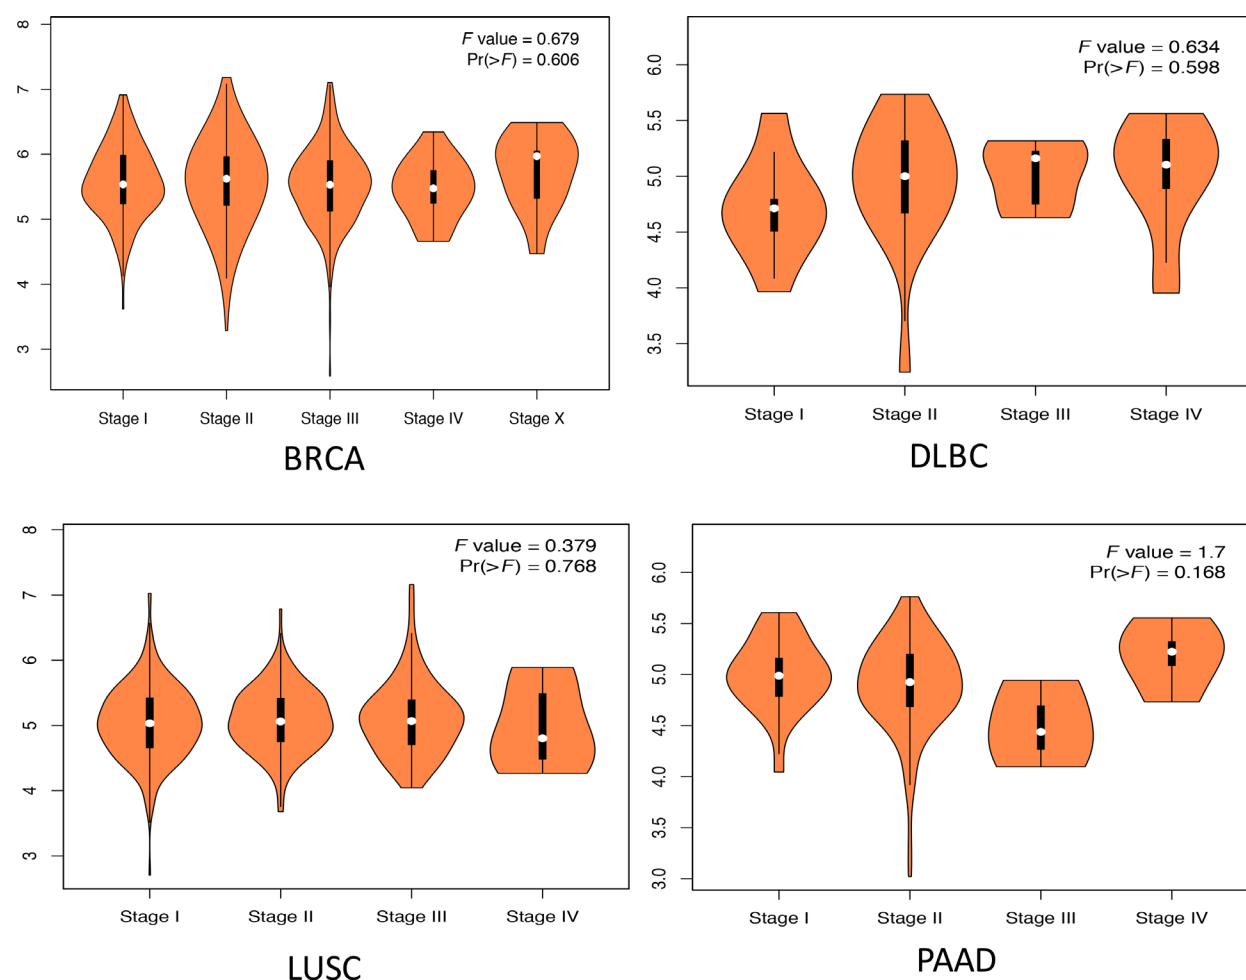 F value = 0.679
Pr(>F) = 0.606
8
7
6
5
4
3
Stage I
Stage II
Stage III
Stage IV
Stage X
BRCA
F value = 0.634
Pr(>F) = 0.598
6.0
5.5
5.0
4.5
4.0
3.5
Stage I
Stage II
Stage III
Stage IV
DLBC
F value = 0.379
Pr(>F) = 0.768
8
7
6
5
4
3
Stage I
Stage II
Stage III
Stage IV
LUSC
F value = 1.7
Pr(>F) = 0.168
6.0
5.5
5.0
4.5
4.0
3.5
3.0
Stage I
Stage II
Stage III
Stage IV
PAAD